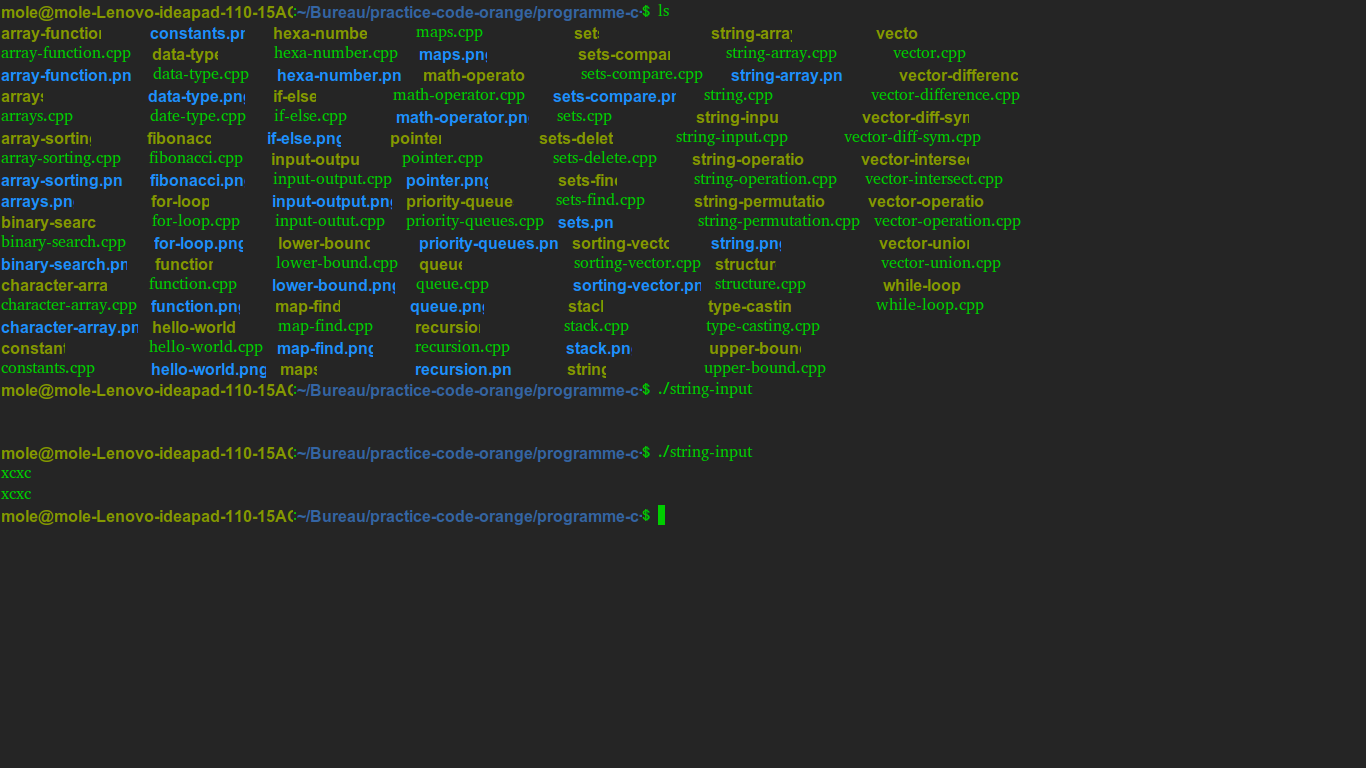 mole@mole-Lenovo-ideapad-110-15AC:~/Bureau/practice-code-orange/programme-c$ ls
array-function constants.pn hexa-numbe maps.cpp set string-array vecto
array-function.cpp data-type hexa-number.cpp maps.png sets-compar string-array.cpp vector.cpp
array-function.pn data-type.cpp hexa-number.pn math-operato sets-compare.cpp string-array.pn vector-differenc
arrays data-type.png if-else math-operator.cpp sets-compare.pn string.cpp vector-difference.cpp
arrays.cpp date-type.cpp if-else.cpp math-operator.pn sets.cpp string-inpu vector-diff-sym
array-sorting fibonacc if-else.png pointer sets-delet string-input.cpp vector-diff-sym.cpp
array-sorting.cpp fibonacci.cpp input-outpu pointer.cpp sets-delete.cpp string-operatio vector-interse
array-sorting.pn fibonacci.pn input-output.cpp pointer.png sets-find string-operation.cpp vector-intersect.cpp
arrays.pn for-loop input-output.png priority-queue sets-find.cpp string-permutatio vector-operatio
binary-searc for-loop.cpp input-outut.cpp priority-queues.cpp sets.pn string-permutation.cpp vector-operation.cpp
binary-search.cpp for-loop.png lower-bound priority-queues.pn sorting-vecto string.png vector-union
binary-search.pn function lower-bound.cpp queue sorting-vector.cpp structur vector-union.cpp
character-arra function.cpp lower-bound.png queue.cpp sorting-vector.pn structure.cpp while-loop
character-array.cpp function.png map-find queue.png stack type-castin while-loop.cpp
character-array.pn hello-world map-find.cpp recursion stack.cpp type-casting.cpp
constant hello-world.cpp map-find.png recursion.cpp stack.pn upper-boun
constants.cpp hello-world.png maps recursion.pn string upper-bound.cpp
mole@mole-Lenovo-ideapad-110-15AC:~/Bureau/practice-code-orange/programme-c$ ./string-input
mole@mole-Lenovo-ideapad-110-15AC:~/Bureau/practice-code-orange/programme-c$ ./string-input
xcxc
xcxc
mole@mole-Lenovo-ideapad-110-15AC:~/Bureau/practice-code-orange/programme-c$